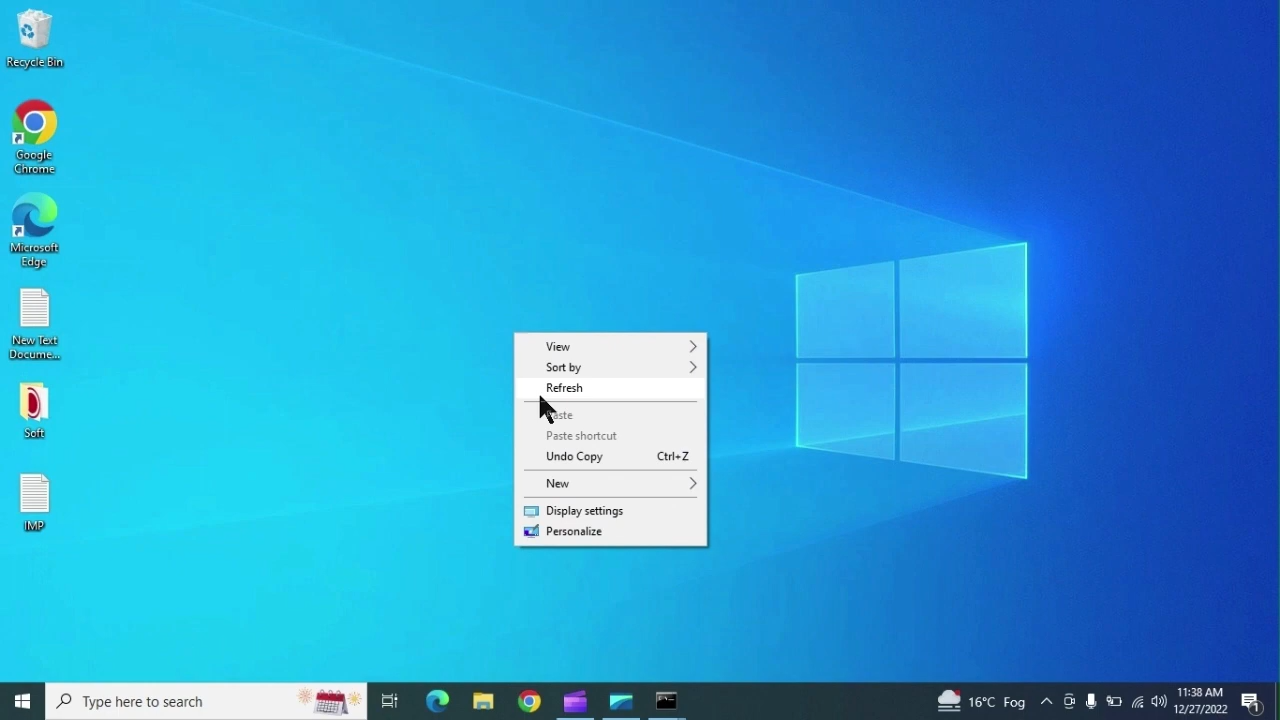 Recycle Bin
Google
Chrome
Microsoft
Edge
New Text
Docume...
Soft
IMP
View
Sort by
Refresh
Paste
Paste shortcut
Undo Copy Ctrl+Z
New
Display settings
Personalize
Type here to search
16°C Fog
11:38 AM
12/27/2022
1